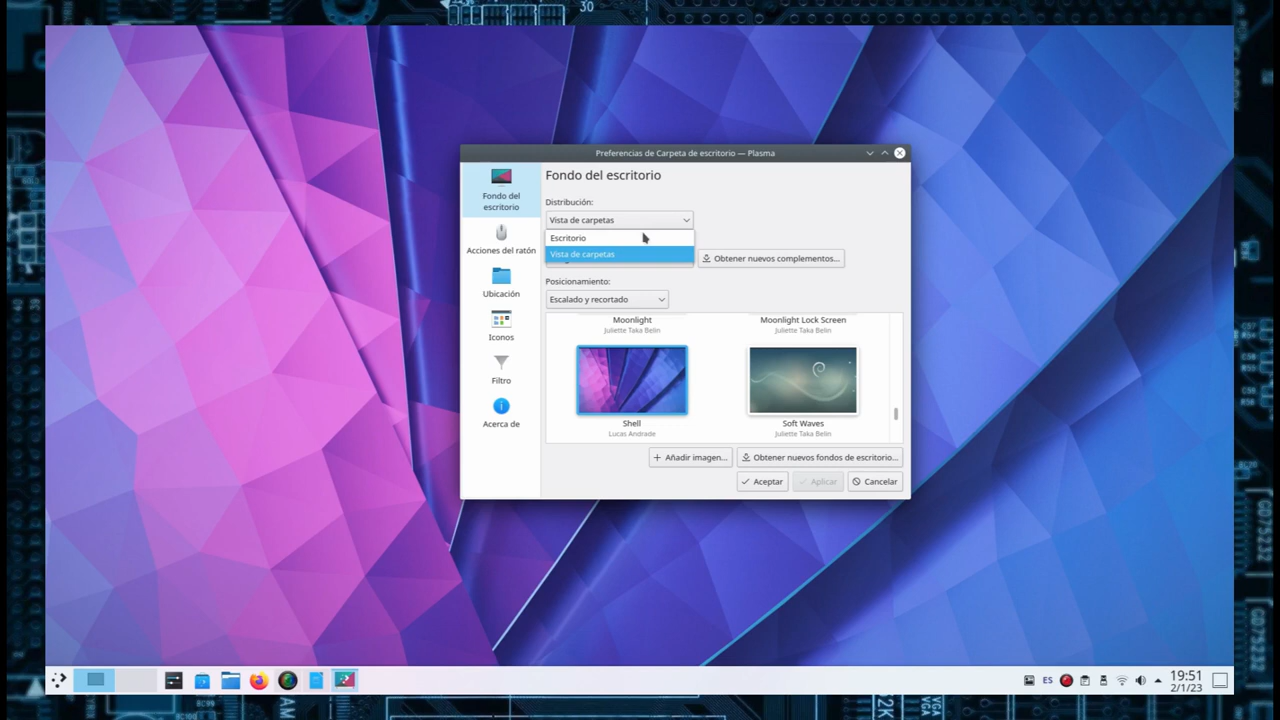 30
Preferencias de Carpeta de escritorio — Plasma
Fondo del
escritorio
Acciones del ratón
Ubicación
Iconos
Filtro
Acerca de
Fondo del escritorio
Distribución:
Vista de carpetas
Escritorio
Vista de carpetas
Obtener nuevos complementos...
Posicionamiento:
Escalado y recortado
Moonlight
Juliette Taka Belin
Moonlight Lock Screen
Juliette Taka Belin
Shell
Lucas Andrade
Soft Waves
Juliette Taka Belin
Añadir imagen...
Obtener nuevos fondos de escritorio...
Aceptar
Aplicar
Cancelar
ES
19:51
2/1/23